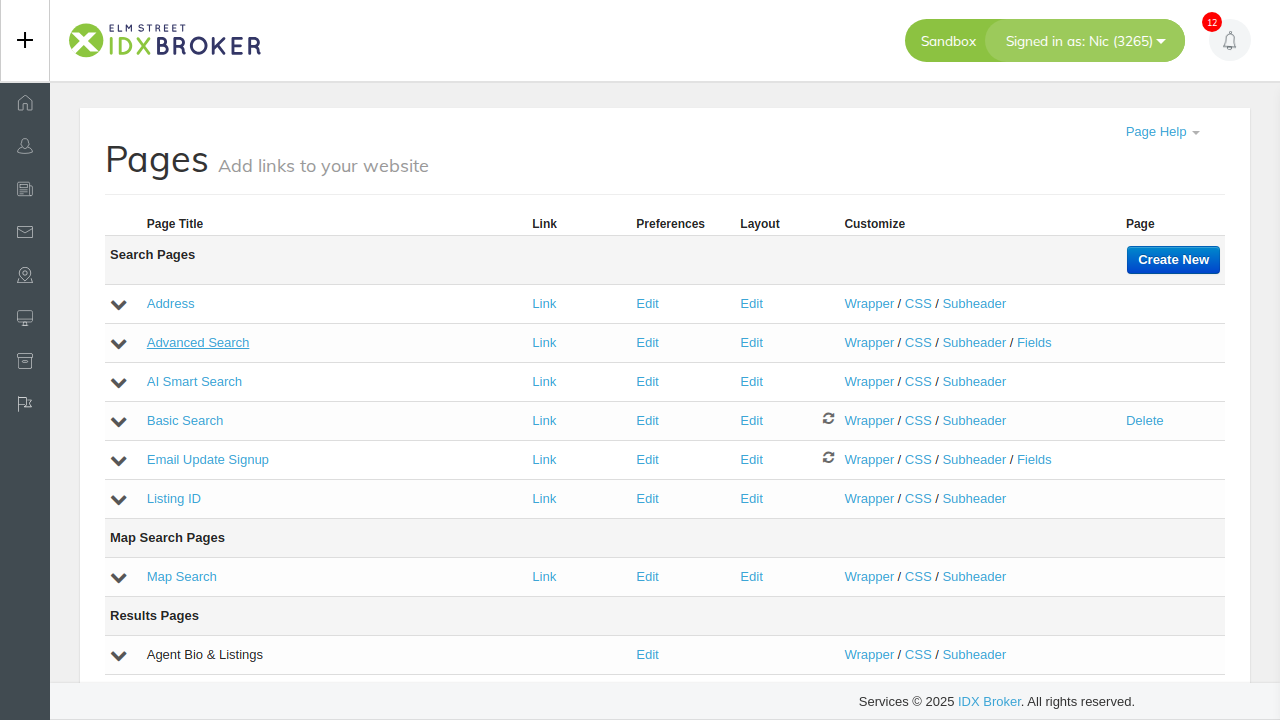 ELM STREET
IDXBROKER
Sandbox
Signed in as: Nic (3265)
12
Page Help
Pages Add links to your website
Page Title Link Preferences Layout Customize Page
Search Pages Create New
Address Link Edit Edit Wrapper / CSS / Subheader
Advanced Search Link Edit Edit Wrapper / CSS / Subheader / Fields
AI Smart Search Link Edit Edit Wrapper / CSS / Subheader
Basic Search Link Edit Edit Wrapper / CSS / Subheader Delete
Email Update Signup Link Edit Edit Wrapper / CSS / Subheader / Fields
Listing ID Link Edit Edit Wrapper / CSS / Subheader
Map Search Pages
Map Search Link Edit Edit Wrapper / CSS / Subheader
Results Pages
Agent Bio & Listings Edit Wrapper / CSS / Subheader
Services © 2025 IDX Broker. All rights reserved.